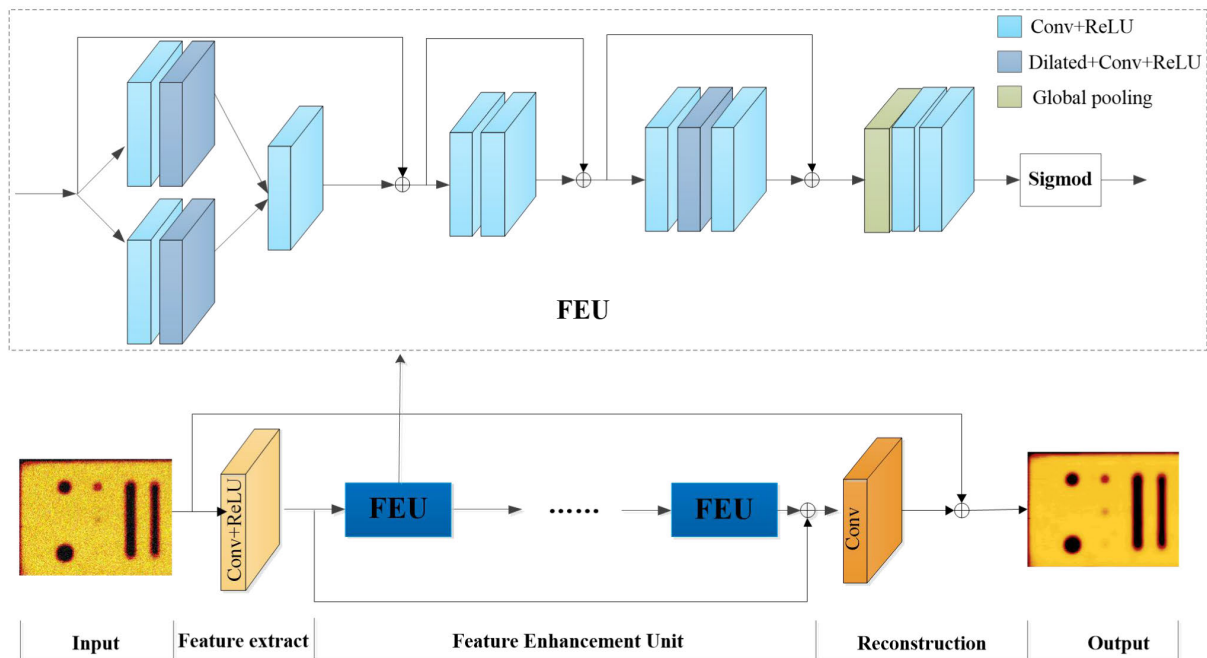 Conv+ReLU
Dilated+Conv+ReLU
Global pooling
Sigmod
FEU
Conv+ReLU
FEU
......
FEU
Conv
Input
Feature extract
Feature Enhancement Unit
Reconstruction
Output